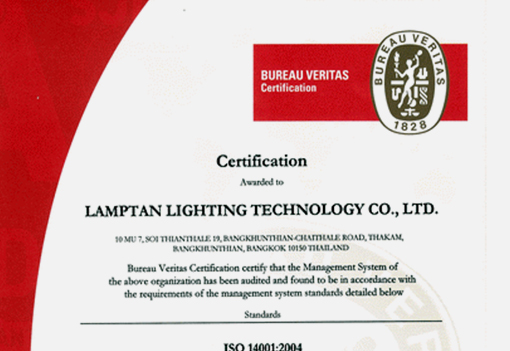 BUREAU VERITAS
Certification
BUREAU VERITAS
1828
Certification
Awarded to
LAMPTAN LIGHTING TECHNOLOGY CO., LTD.
10 MU 7, SOI THIANTHALE 19, BANGKHUNTHIAN-CHAITHALE ROAD, THAKAM,
BANGKHUNTHIAN, BANGKOK 10150 THAILAND
Bureau Veritas Certification certify that the Management System of
the above organization has been audited and found to be in accordance with
the requirements of the management system standards detailed below
Standards
ISO 14001:2004